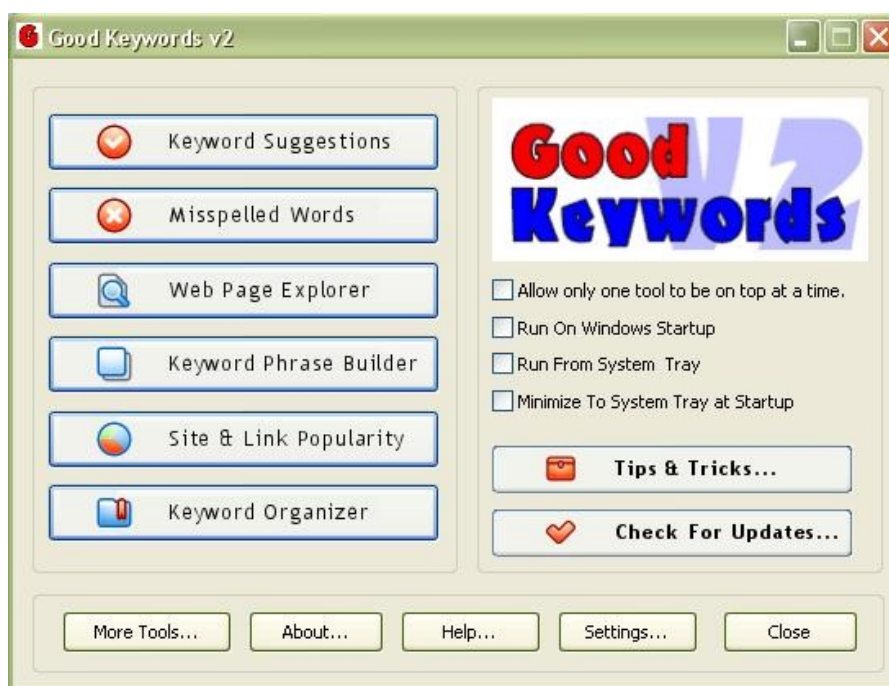 Good Keywords v2
Keyword Suggestions
Misspelled Words
Web Page Explorer
Keyword Phrase Builder
Site & Link Popularity
Keyword Organizer
V2
Good
Keywords
Allow only one tool to be on top at a time.
Run On Windows Startup
Run From System Tray
Minimize To System Tray at Startup
Tips & Tricks...
Check For Updates...
More Tools... About... Help... Settings... Close